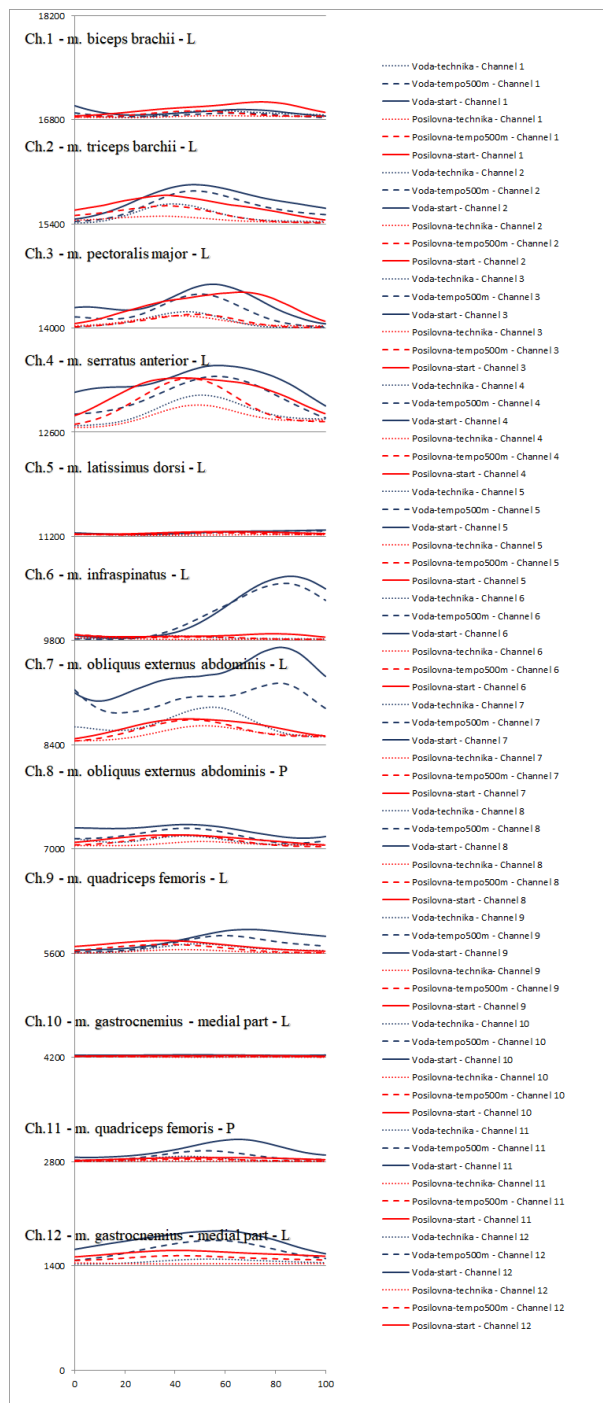 18200
Ch.1 - m. biceps brachii - L
16800
Ch.2 - m. triceps barchii - L
15400
Ch.3 - m. pectoralis major - L
14000
Ch.4 - m. serratus anterior - L
12600
Ch.5 - m. latissimus dorsi - L
11200
Ch.6 - m. infraspinatus - L
9800
Ch.7 - m. obliquus externus abdominis - L
8400
Ch.8 - m. obliquus externus abdominis - P
7000
Ch.9 - m. quadriceps femoris - L
5600
Ch.10 - m. gastrocnemius - medial part - L
4200
Ch.11 - m. quadriceps femoris - P
2800
Ch.12 - m. gastrocnemius - medial part - L
1400
0
0 20 40 60 80 100
Voda-technika - Channel 1
Voda-tempo500m - Channel 1
Voda-start - Channel 1
Posilovna-technika - Channel 1
Posilovna-tempo500m - Channel 1
Posilovna-start - Channel 1
Voda-technika - Channel 2
Voda-tempo500m - Channel 2
Voda-start - Channel 2
Posilovna-technika - Channel 2
Posilovna-tempo500m - Channel 2
Posilovna-start - Channel 2
Voda-technika - Channel 3
Voda-tempo500m - Channel 3
Voda-start - Channel 3
Posilovna-technika - Channel 3
Posilovna-tempo500m - Channel 3
Posilovna-start - Channel 3
Voda-technika - Channel 4
Voda-tempo500m - Channel 4
Voda-start - Channel 4
Posilovna-technika - Channel 4
Posilovna-tempo500m - Channel 4
Posilovna-start - Channel 4
Voda-technika - Channel 5
Voda-tempo500m - Channel 5
Voda-start - Channel 5
Posilovna-technika - Channel 5
Posilovna-tempo500m - Channel 5
Posilovna-start - Channel 5
Voda-technika - Channel 6
Voda-tempo500m - Channel 6
Voda-start - Channel 6
Posilovna-technika - Channel 6
Posilovna-tempo500m - Channel 6
Posilovna-start - Channel 6
Voda-technika - Channel 7
Voda-tempo500m - Channel 7
Voda-start - Channel 7
Posilovna-technika - Channel 7
Posilovna-tempo500m - Channel 7
Posilovna-start - Channel 7
Voda-technika - Channel 8
Voda-tempo500m - Channel 8
Voda-start - Channel 8
Posilovna-technika - Channel 8
Posilovna-tempo500m - Channel 8
Posilovna-start - Channel 8
Voda-technika - Channel 9
Voda-tempo500m - Channel 9
Voda-start - Channel 9
Posilovna-technika- Channel 9
Posilovna-tempo500m - Channel 9
Posilovna-start - Channel 9
Voda-technika - Channel 10
Voda-tempo500m - Channel 10
Voda-start - Channel 10
Posilovna-technika - Channel 10
Posilovna-tempo500m - Channel 10
Posilovna-start - Channel 10
Voda-technika - Channel 11
Voda-tempo500m - Channel 11
Voda-start - Channel 11
Posilovna-technika- Channel 11
Posilovna-tempo500m - Channel 11
Posilovna-start - Channel 11
Voda-technika - Channel 12
Voda-tempo500m - Channel 12
Voda-start - Channel 12
Posilovna-technika - Channel 12
Posilovna-tempo500m - Channel 12
Posilovna-start - Channel 12